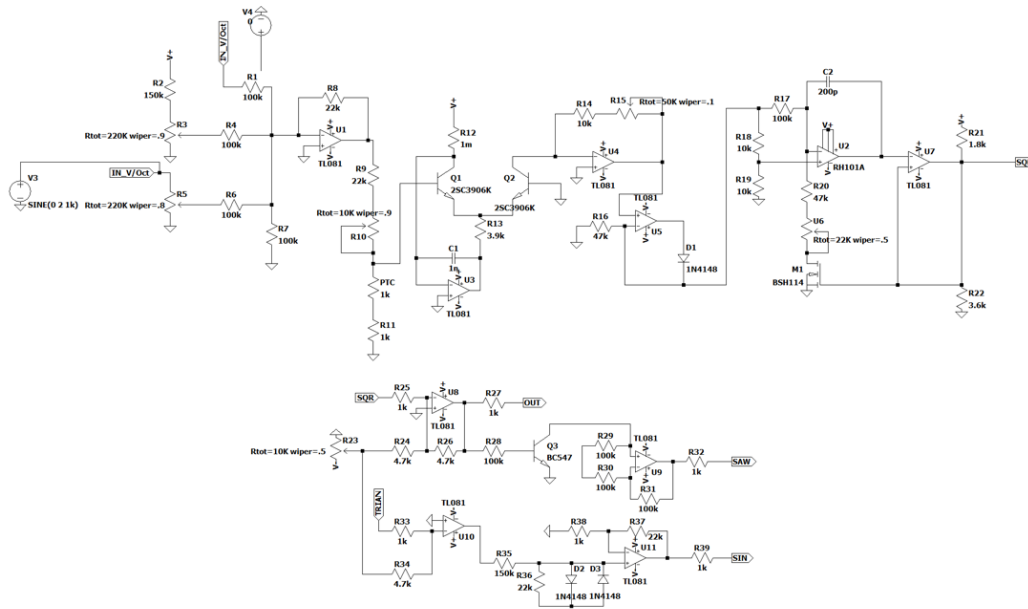 V4
0
IN_V/Oct
V+
R2
150k
R1
100k
R3
Rtot=220K wiper=.9
R4
100k
R8
22k
V+
U1
V-
TL081
V3
SINE(0 2 1k)
IN_V/Oct
V-
R5
Rtot=220K wiper=.8
R6
100k
R7
100k
R9
22k
Rtot=10K wiper=.9
R10
PTC
1k
R11
1k
V+
R12
1m
Q1
2SC3906K
Q2
2SC3906K
R13
3.9k
C1
1n
V+
U3
V-
TL081
R14
10k
R15
Rtot=50K wiper=.1
V+
U4
V-
TL081
TL081
V-
V+
U5
R16
47k
D1
1N4148
R17
100k
C2
200p
R18
10k
R19
10k
V+
U2
RH101A
V-
R20
47k
U6
Rtot=22K wiper=.5
M1
BSH114
V+
U7
V-
TL081
V+
R21
1.8k
SQ
R22
3.6k
SQR
R25
1k
V+
U8
V-
TL081
R27
1k
OUT
R23
Rtot=10K wiper=.5
V-
R24
4.7k
R26
4.7k
R28
100k
Q3
BC547
R29
100k
R30
100k
TL081
V-
V+
U9
R31
100k
R32
1k
SAW
TRIAN
R33
1k
R34
4.7k
TL081
V-
V+
U10
R35
150k
R36
22k
D2
1N4148
D3
1N4148
R38
1k
R37
22k
V+
U11
V-
TL081
R39
1k
SIN